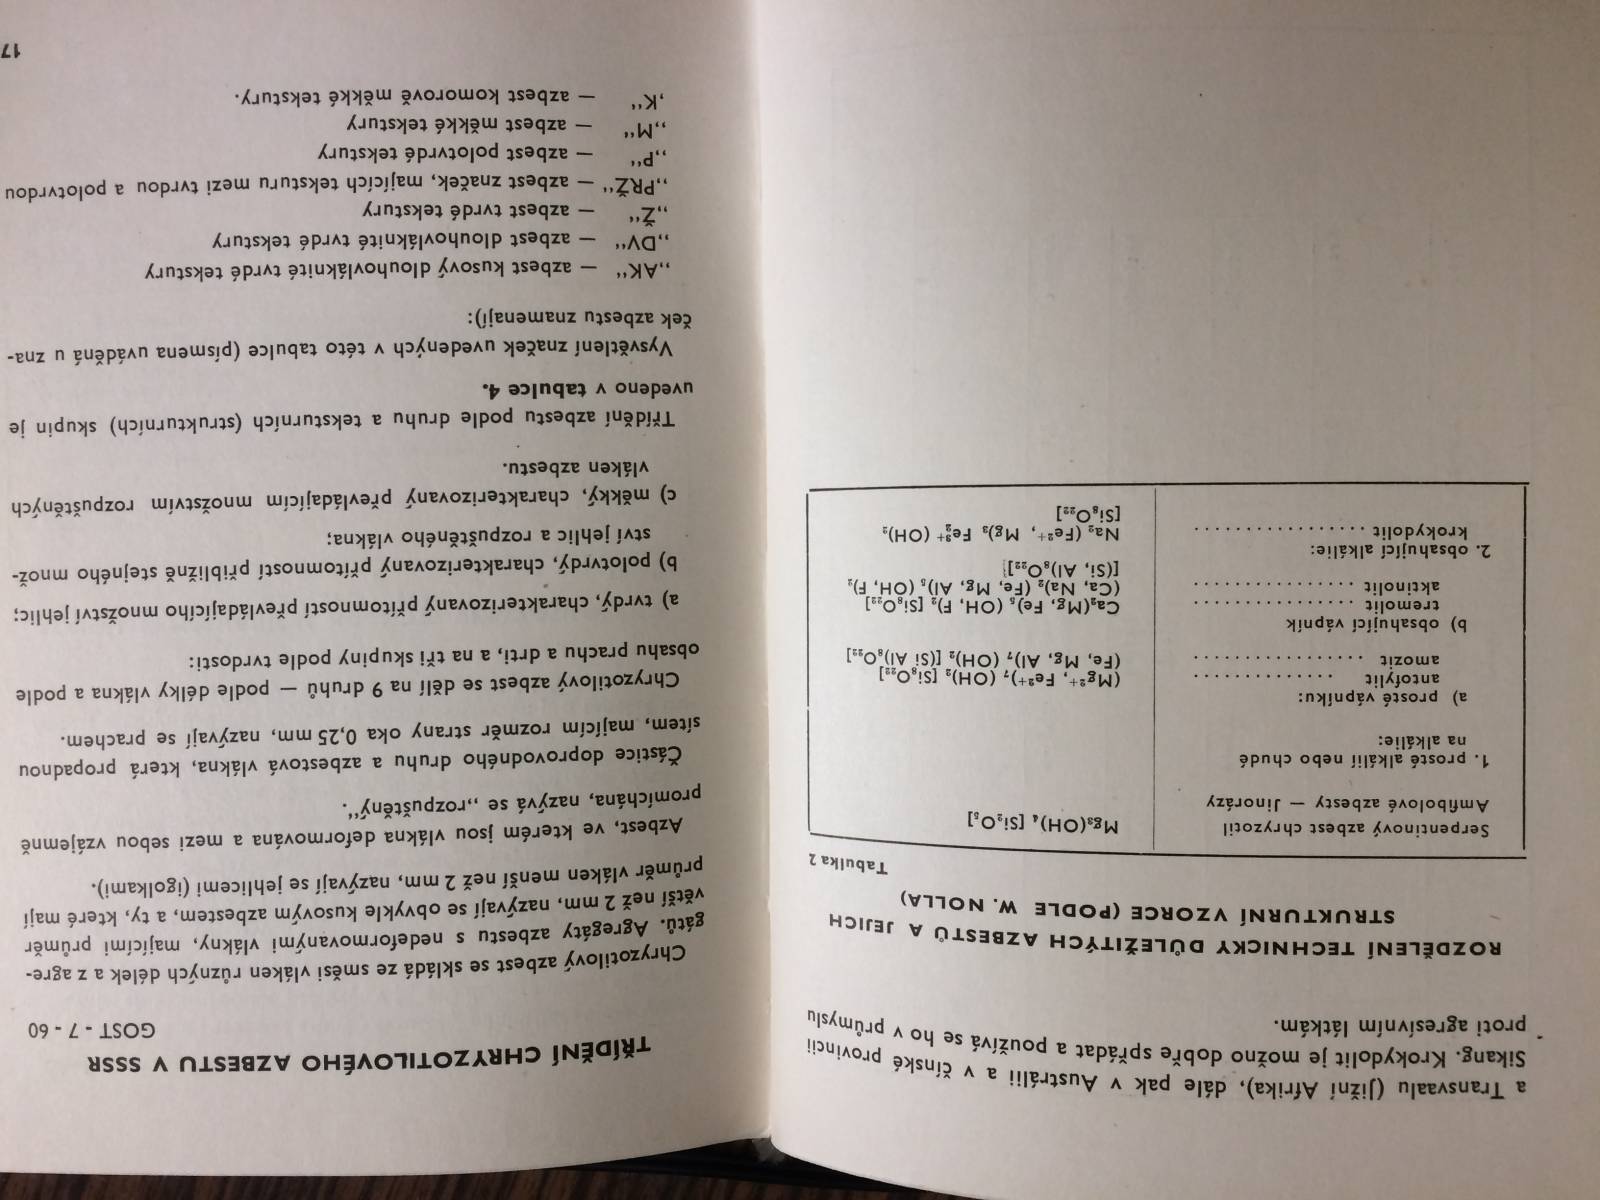 a Transvaalu (Jižní Afrika), dále pak v Austrálii a v čínské provincii
Sikang. Krokydolit je možno dobře spřádat a používá se ho v průmyslu
proti agresívním látkám.
ROZDĚLENÍ TECHNICKY DŮLEŽITÝCH AZBESTŮ A JEJICH
STRUKTURNÍ VZORCE (PODLE W. NOLLA)
Tabulka 2
Serpentinový azbest chryzotil Mg₃(OH)₄ [Si₂O₅]
Amfibolové azbesty — Jinorázy
1. prosté alkálií nebo chudé
na alkálie:
a) prosté vápníku:
antofylit . . . . . . . . . . . . . (Mg²⁺, Fe²⁺)₇ (OH)₂ [Si₈O₂₂]
amozit . . . . . . . . . . . . . . . . (Fe, Mg, Al)₇ (OH)₂ [(Si Al)₈O₂₂]
b) obsahující vápník
tremolit . . . . . . . . . . . . . . . Ca₂(Mg, Fe)₅ (OH, F)₂ [Si₈O₂₂]
aktinolit . . . . . . . . . . . . . . . (Ca, Na)₂ (Fe, Mg, Al)₅ (OH, F)₂
[(Si, Al)₈O₂₂]
2. obsahující alkálie:
krokydolit . . . . . . . . . . . . . . . . Na₂ (Fe²⁺, Mg)₃ Fe₂³⁺ (OH)₂
[Si₈O₂₂]
TŘÍDĚNÍ CHRYZOTILOVÉHO AZBESTU V SSSR
GOST - 7 - 60
Chryzotilový azbest se skládá ze směsi vláken různých délek a z agre-
gátů. Agregáty azbestu s nedeformovanými vlákny, majícími průměr
větší než 2 mm, nazývají se obvykle kusovým azbestem, a ty, které mají
průměr vláken menší než 2 mm, nazývají se jehlicemi (igolkami).
Azbest, ve kterém jsou vlákna deformována a mezi sebou vzájemně
promíchána, nazývá se ,,rozpuštěný“.
Částice doprovodného druhu a azbestová vlákna, která propadnou
sítem, majícím rozměr strany oka 0,25 mm, nazývají se prachem.
Chryzotilový azbest se dělí na 9 druhů — podle délky vlákna a podle
obsahu prachu a drti, a na tři skupiny podle tvrdosti:
a) tvrdý, charakterizovaný přítomností převládajícího množství jehlic;
b) polotvrdý, charakterizovaný přítomností přibližně stejného množ-
ství jehlic a rozpuštěného vlákna;
c) měkký, charakterizovaný převládajícím množstvím rozpuštěných
vláken azbestu.
Třídění azbestu podle druhu a teksturních (strukturních) skupin je
uvedeno v tabulce 4.
Vysvětlení značek uvedených v této tabulce (písmena uváděná u zna-
ček azbestu znamenají):
,,AK“ — azbest kusový dlouhovláknité tvrdé tekstury
,,DV“ — azbest dlouhovláknité tvrdé tekstury
,,Ž“ — azbest tvrdé tekstury
,,PRŽ“ — azbest značek, majících teksturu mezi tvrdou a polotvrdou
,,P“ — azbest polotvrdé tekstury
,,M“ — azbest měkké tekstury
,K“ — azbest komorově měkké tekstury.
17